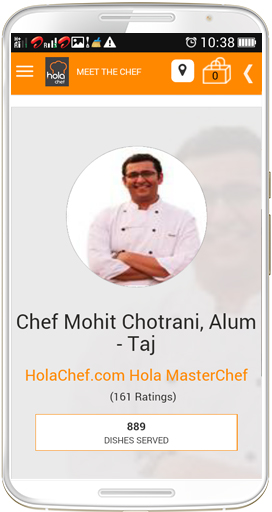 10:38
hola
chef
MEET THE CHEF
0
Chef Mohit Chotrani, Alum
- Taj
HolaChef.com Hola MasterChef
(161 Ratings)
889
DISHES SERVED